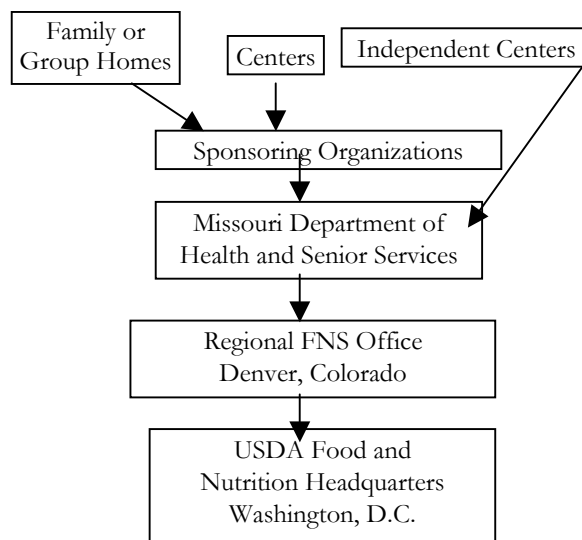 Family or
Group Homes
Centers
Independent Centers
Sponsoring Organizations
Missouri Department of
Health and Senior Services
Regional FNS Office
Denver, Colorado
USDA Food and
Nutrition Headquarters
Washington, D.C.